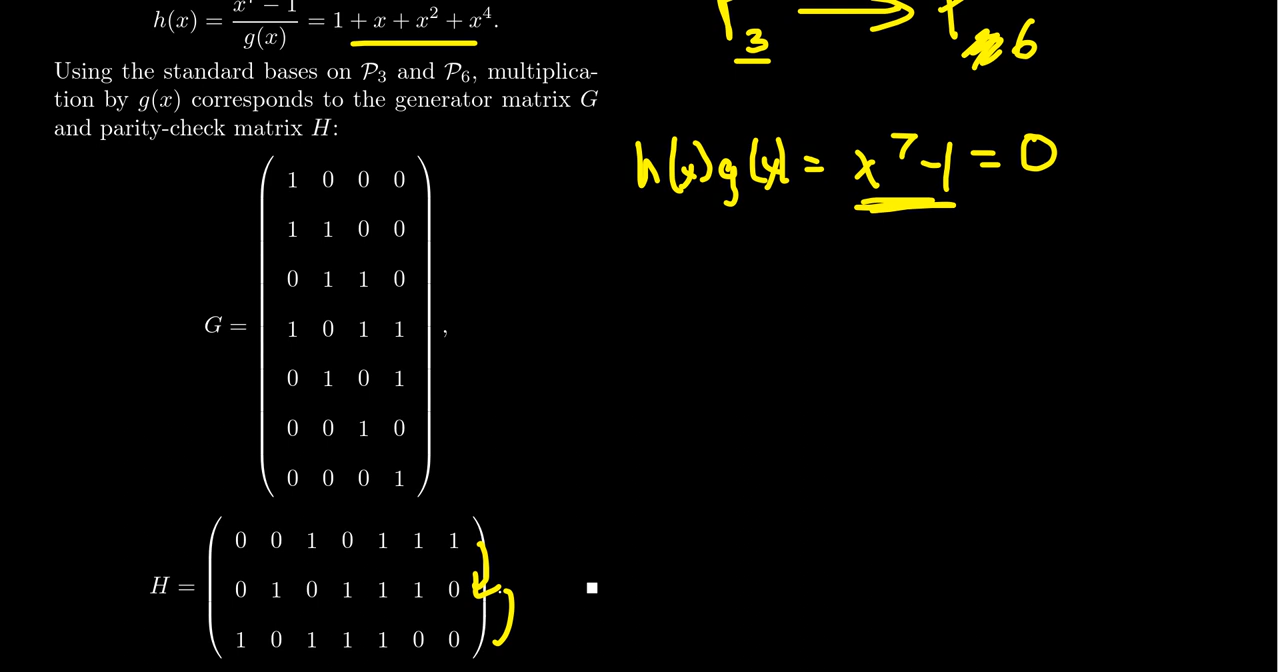 h(x) = x⁷ − 1 / g(x) = 1 + x + x² + x⁴.
P 3 ⟶ P 6
Using the standard bases on 𝒫₃ and 𝒫₆, multiplica-
tion by g(x) corresponds to the generator matrix G
and parity-check matrix H:
h(x)g(x) = x⁷-1 = 0
1 0 0 0
1 1 0 0
0 1 1 0
G = 1 0 1 1 ,
0 1 0 1
0 0 1 0
0 0 0 1
0 0 1 0 1 1 1
H = 0 1 0 1 1 1 0 . ■
1 0 1 1 1 0 0